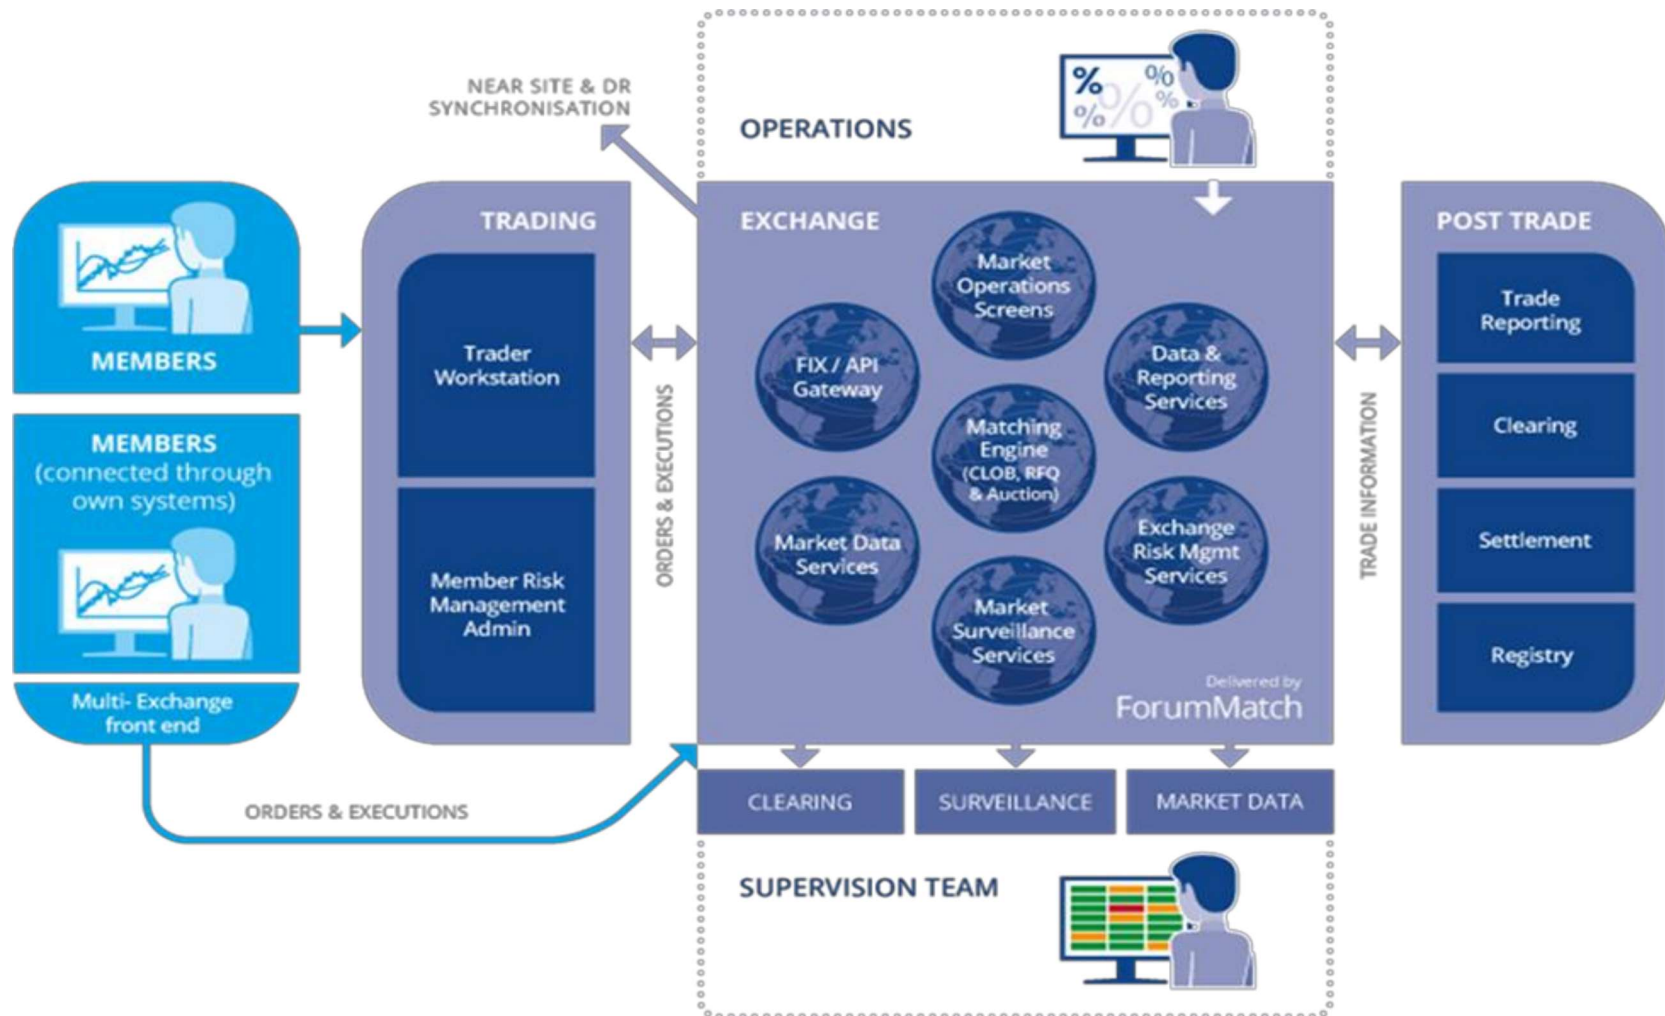 NEAR SITE & DR
SYNCHRONISATION
OPERATIONS
%
%
%
%
%
MEMBERS
MEMBERS
(connected through
own systems)
Multi- Exchange
front end
ORDERS & EXECUTIONS
TRADING
Trader
Workstation
Member Risk
Management
Admin
ORDERS & EXECUTIONS
EXCHANGE
Market
Operations
Screens
FIX / API
Gateway
Data &
Reporting
Services
Matching
Engine
(CLOB, RFQ
& Auction)
Market Data
Services
Exchange
Risk Mgmt
Services
Market
Surveillance
Services
Delivered by
ForumMatch
TRADE INFORMATION
POST TRADE
Trade
Reporting
Clearing
Settlement
Registry
CLEARING
SURVEILLANCE
MARKET DATA
SUPERVISION TEAM